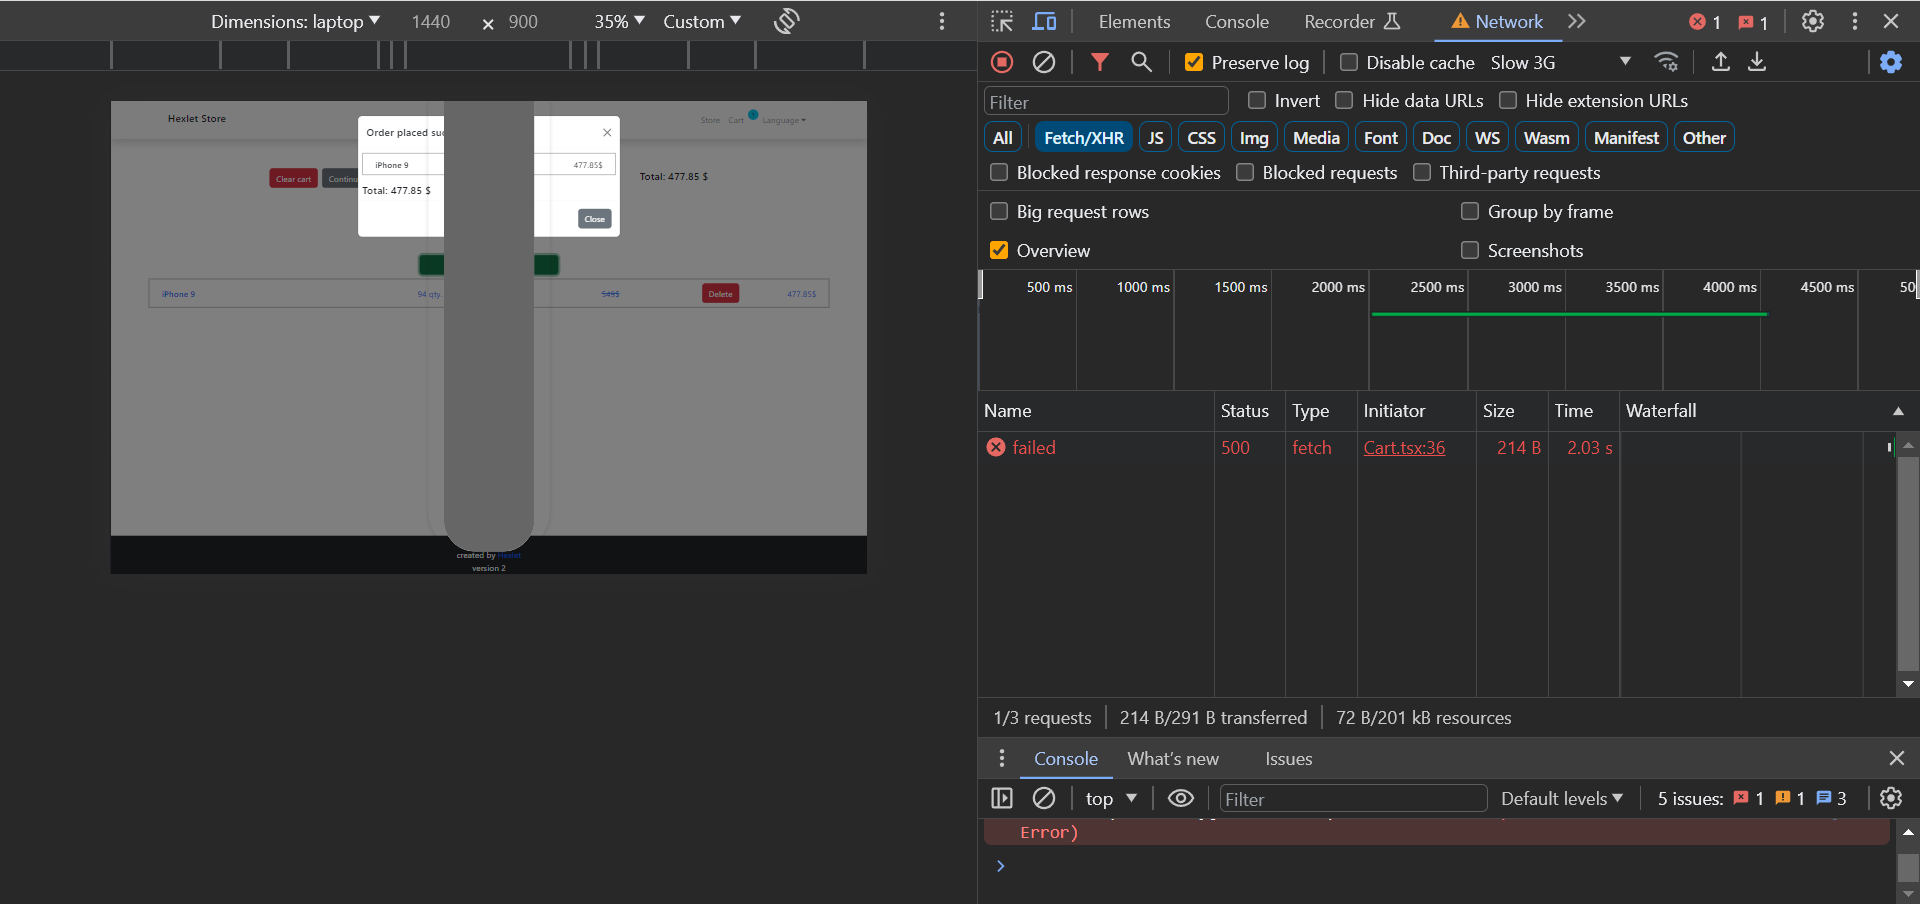 Dimensions: laptop 1440 × 900 35% Custom
Hexlet Store
Store Cart Language
Order placed suc
×
iPhone 9 477.85$
Total: 477.85 $
Close
Clear cart Continu
Total: 477.85 $
iPhone 9 94 qty. 549$ Delete 477.85$
created by Hexlet
version 2
Elements Console Recorder Network 1 1
Preserve log Disable cache Slow 3G
Filter Invert Hide data URLs Hide extension URLs
All Fetch/XHR JS CSS Img Media Font Doc WS Wasm Manifest Other
Blocked response cookies Blocked requests Third-party requests
Big request rows Group by frame
Overview Screenshots
500 ms 1000 ms 1500 ms 2000 ms 2500 ms 3000 ms 3500 ms 4000 ms 4500 ms 50
Name Status Type Initiator Size Time Waterfall
failed 500 fetch Cart.tsx:36 214 B 2.03 s
1/3 requests 214 B/291 B transferred 72 B/201 kB resources
Console What's new Issues
top Filter Default levels 5 issues: 1 1 3
Error)